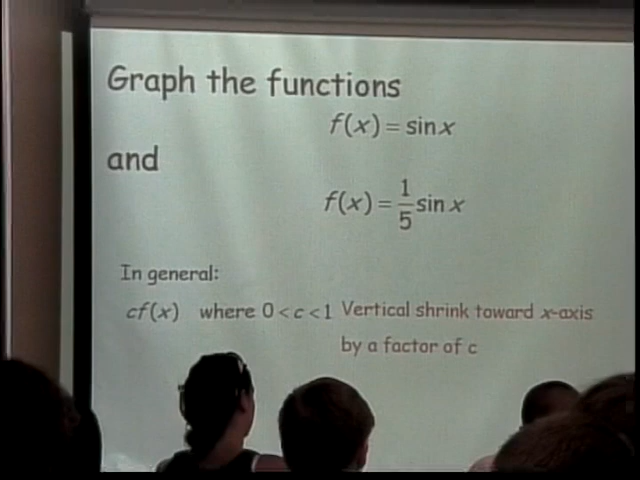 Graph the functions
f(x) = sin x
and
f(x) = 1/5 sin x
In general:
cf(x) where 0 < c < 1 Vertical shrink toward x-axis
by a factor of c